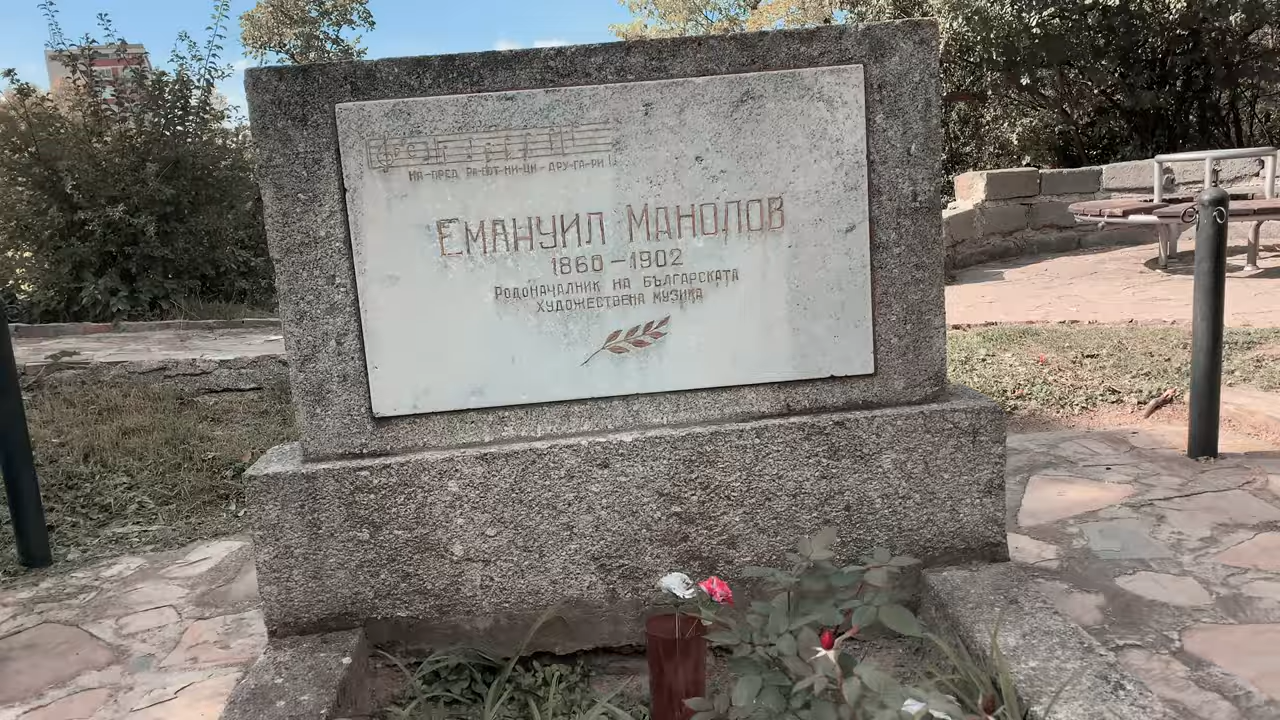 НА-ПРЕД РА-БОТ-НИ-ЦИ-ДРУ-ГА-РИ
ЕМАНУИЛ МАНОЛОВ
1860-1902
РОДОНАЧАЛНИК НА БЪЛГАРСКАТА
ХУДОЖЕСТВЕНА МУЗИКА